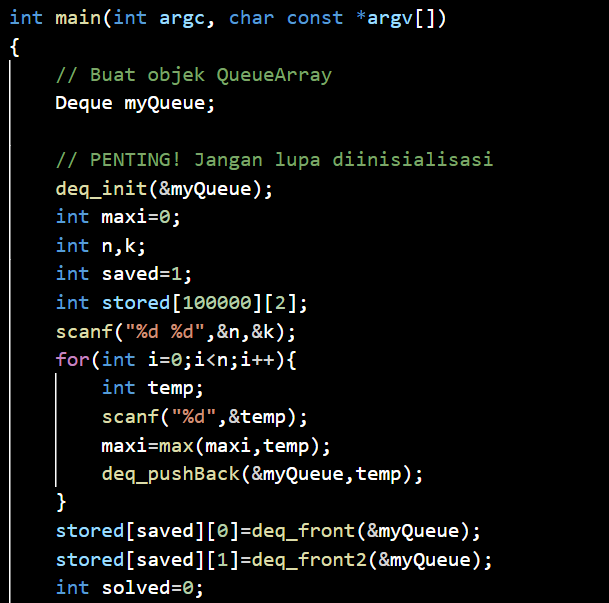 int main(int argc, char const *argv[])
{
    // Buat objek QueueArray
    Deque myQueue;

    // PENTING! Jangan lupa diinisialisasi
    deq_init(&myQueue);
    int maxi=0;
    int n,k;
    int saved=1;
    int stored[100000][2];
    scanf("%d %d",&n,&k);
    for(int i=0;i<n;i++){
        int temp;
        scanf("%d",&temp);
        maxi=max(maxi,temp);
        deq_pushBack(&myQueue,temp);
    }
    stored[saved][0]=deq_front(&myQueue);
    stored[saved][1]=deq_front2(&myQueue);
    int solved=0;